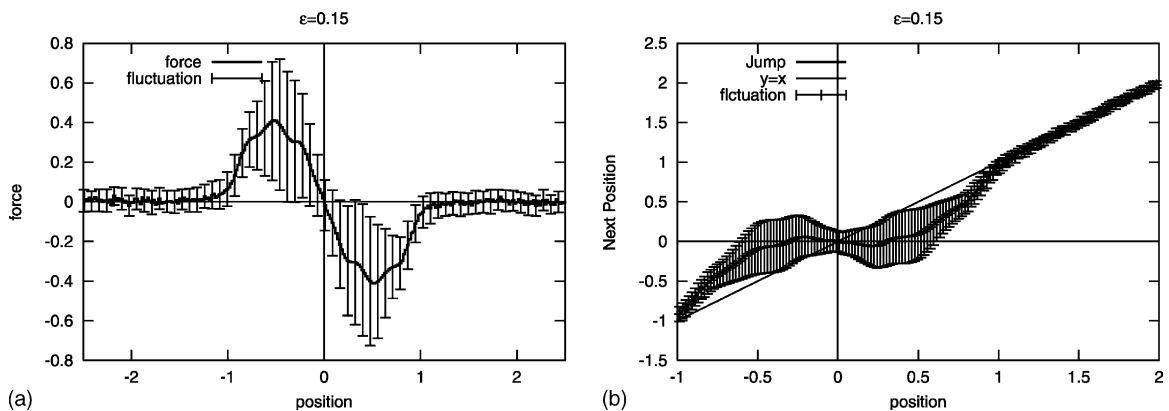 ε=0.15
force
fluctuation
0.8
0.6
0.4
0.2
0
-0.2
-0.4
-0.6
-0.8
force
-2
-1
0
1
2
position
(a)
ε=0.15
Jump
y=x
flctuation
2.5
2
1.5
1
0.5
0
-0.5
-1
-1.5
Next Position
-1
-0.5
0
0.5
1
1.5
2
position
(b)